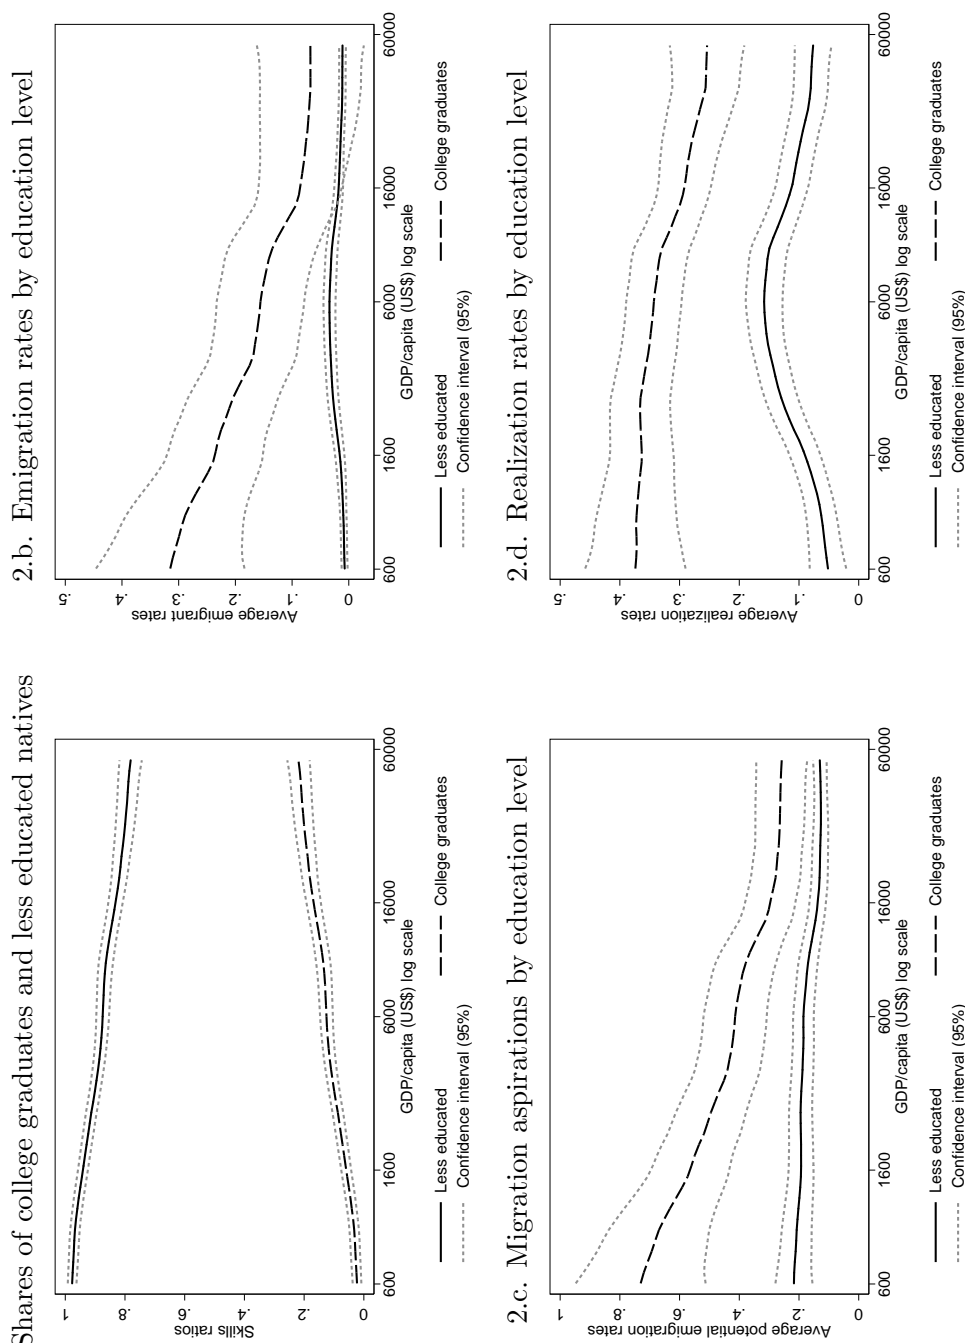 Shares of college graduates and less educated natives
Skills ratios
0 .2 .4 .6 .8 1
600 1600 6000 16000 60000
GDP/capita (US$) log scale
Less educated College graduates
Confidence interval (95%)
2.b. Emigration rates by education level
Average emigrant rates
0 .1 .2 .3 .4 .5
600 1600 6000 16000 60000
GDP/capita (US$) log scale
Less educated College graduates
Confidence interval (95%)
2.c. Migration aspirations by education level
Average potential emigration rates
0 .2 .4 .6 .8 1
600 1600 6000 16000 60000
GDP/capita (US$) log scale
Less educated College graduates
Confidence interval (95%)
2.d. Realization rates by education level
Average realization rates
0 .1 .2 .3 .4 .5
600 1600 6000 16000 60000
GDP/capita (US$) log scale
Less educated College graduates
Confidence interval (95%)